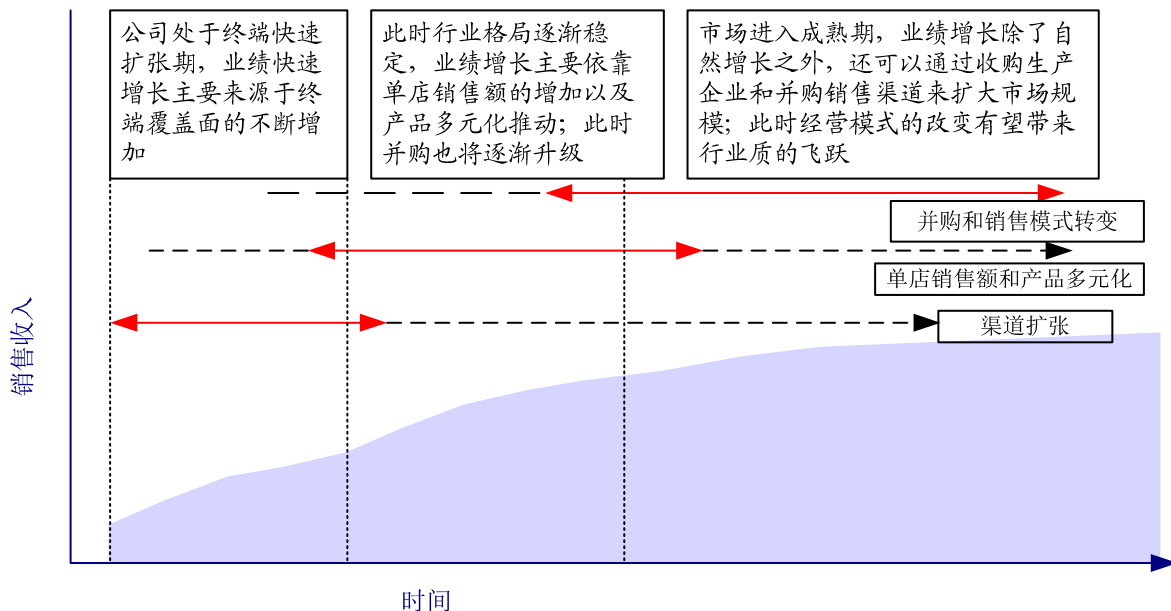 公司处于终端快速
扩张期，业绩快速
增长主要来源于终
端覆盖面的不断增
加
此时行业格局逐渐稳
定，业绩增长主要依靠
单店销售额的增加以及
产品多元化推动；此时
并购也将逐渐升级
市场进入成熟期，业绩增长除了自
然增长之外，还可以通过收购生产
企业和并购销售渠道来扩大市场规
模；此时经营模式的改变有望带来
行业质的飞跃
并购和销售模式转变
单店销售额和产品多元化
渠道扩张
销售收入
时间